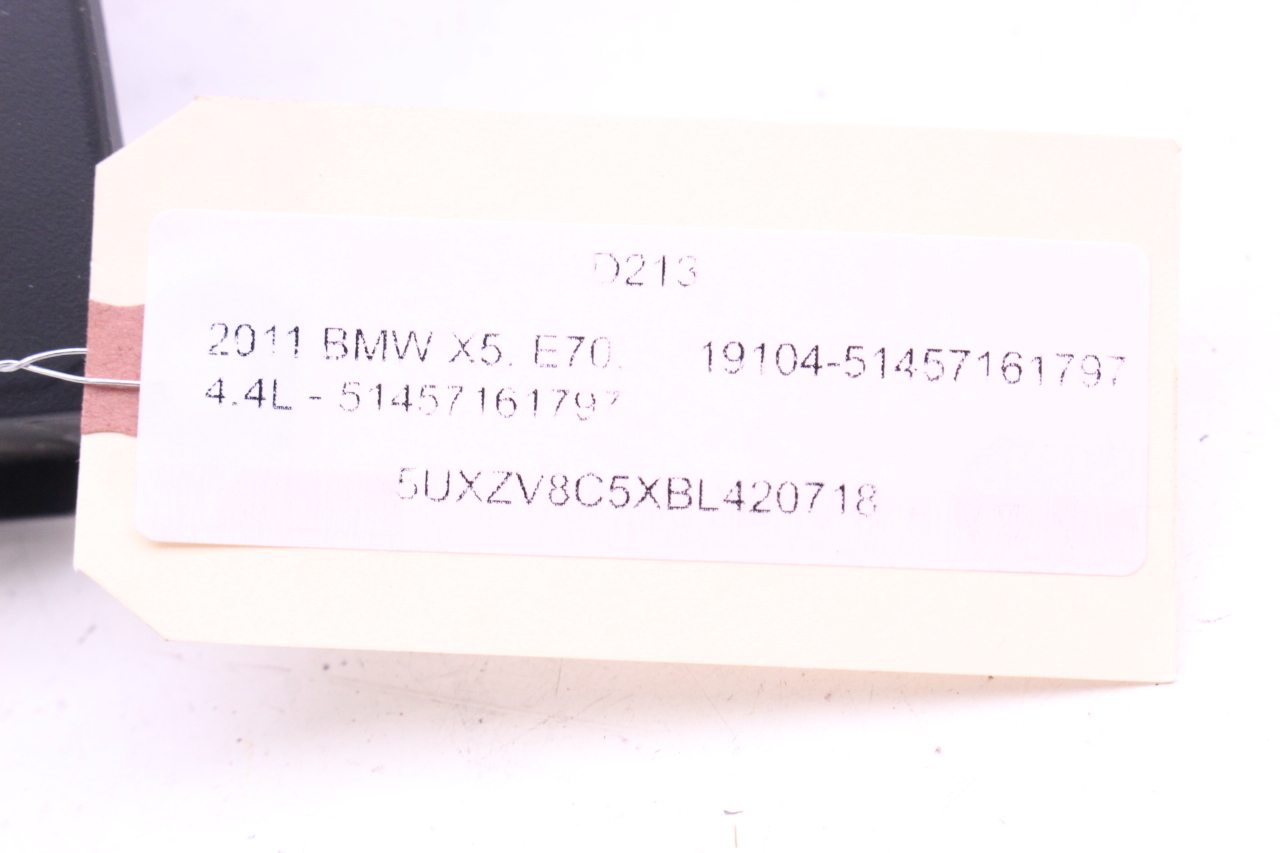 D213
2011 BMW X5. E70. 19104-51457161797
4.4L - 51457161797
5UXZV8C5XBL420718